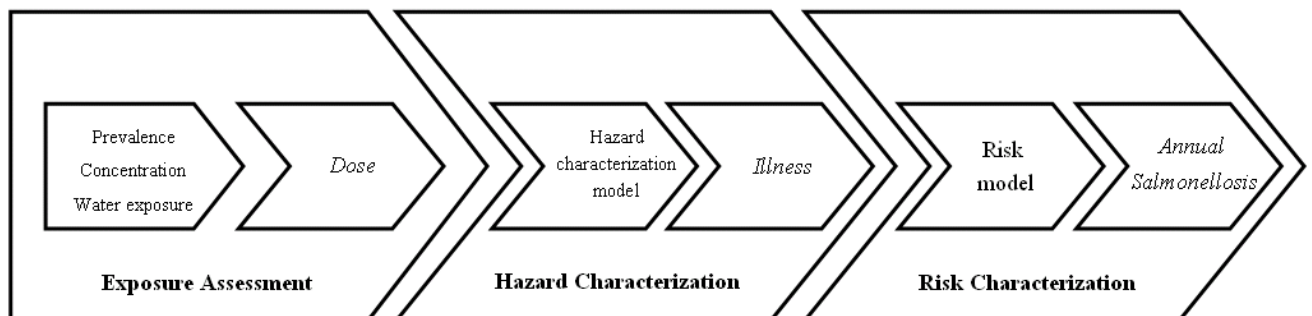 Prevalence
Concentration
Water exposure
Dose
Exposure Assessment
Hazard
characterization
model
Illness
Hazard Characterization
Risk
model
Annual
Salmonellosis
Risk Characterization